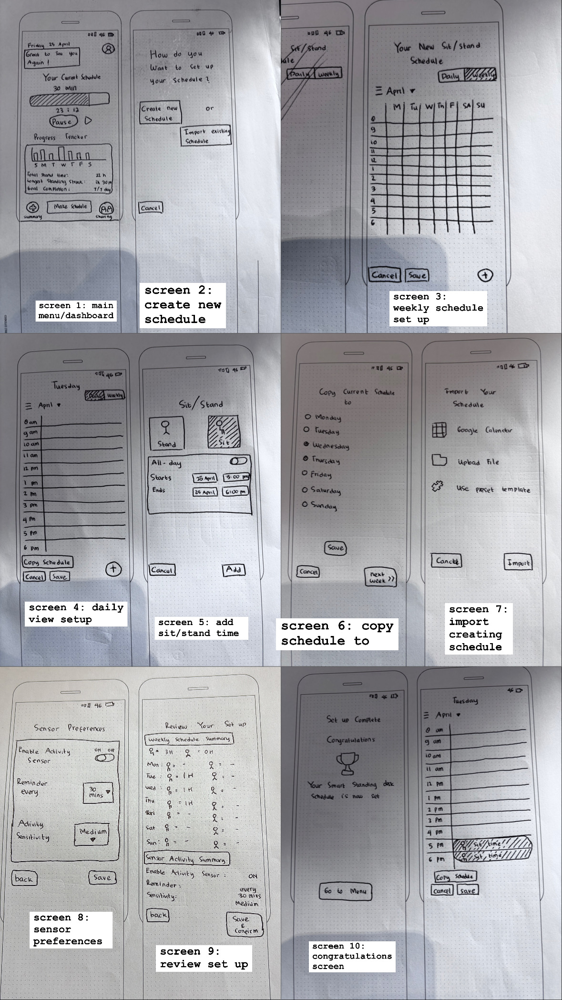 46
Friday 25 April
Great to See you
Again !
Your Current Schedule
30 MIN
23 : 12
Pause
Progress Tracker
S M T W T F S
Total Stand time: 22 h
Longest Standing Streak: 1h 30m
Goal Completion: 7/7 day
Make Schedule
summary
sharing
screen 1: main
menu/dashboard
46
How do you
Want to set up
your Schedule?
Create new
Schedule
or
Import existing
Schedule
Cancel
screen 2:
create new
schedule
46
Sit/Stand
ule
Daily Weekly
46
Your New Sit/Stand
Schedule
Daily Weekly
April
M Tu W Th F SA SU
8
9
10
11
12
1
2
3
4
5
6
Cancel Save +
screen 3:
weekly schedule
set up
46
Tuesday
Daily Weekly
April
8 am
9 am
10 am
11 am
12 pm
1 pm
2 pm
3 pm
4 pm
5 pm
6 pm
Copy Schedule
Cancel Save +
screen 4: daily
view setup
46
Sit/Stand
Stand Sit
All-day
Starts 25 April 5:00 pm
Ends 25 April 6:00 pm
Cancel Add
screen 5: add
sit/stand time
46
Copy Current Schedule
to
Monday
Tuesday
Wednesday
Thursday
Friday
Saturday
Sunday
Save
Cancel
next
week >>
screen 6: copy
schedule to
46
Import Your
Schedule
Google Calendar
Upload File
Use preset template
Cancel Import
screen 7:
import
creating
schedule
46
Sensor Preferences
Enable Activity
Sensor
ON OFF
Reminder
every
30
mins
Activity
Sensitivity
Medium
back Save
screen 8:
sensor
preferences
Review Your Set up
Weekly Schedule Summary
= 3H = 0H
Mon: = - = -
Tue: = 1H = -
Wed: = 1H = -
Thu = 1H = -
Fri = - = -
Sat = - = -
Sun: = - = -
Sensor Activity Summary
Enable Activity Sensor: ON
Reminder: every
30 mins
Sensitivity: Medium
back
Save
&
Confirm
screen 9:
review set up
46
Set up Complete
Congratulations
Your Smart Standing desk
Schedule is now set
Go to Menu
screen 10:
congratulations
screen
46
Tuesday
April
8 am
9 am
10 am
11 am
12 pm
1 pm
2 pm
3 pm
4 pm
5 pm Sit time
6 pm Sit time
Copy Schedule
Cancel Save